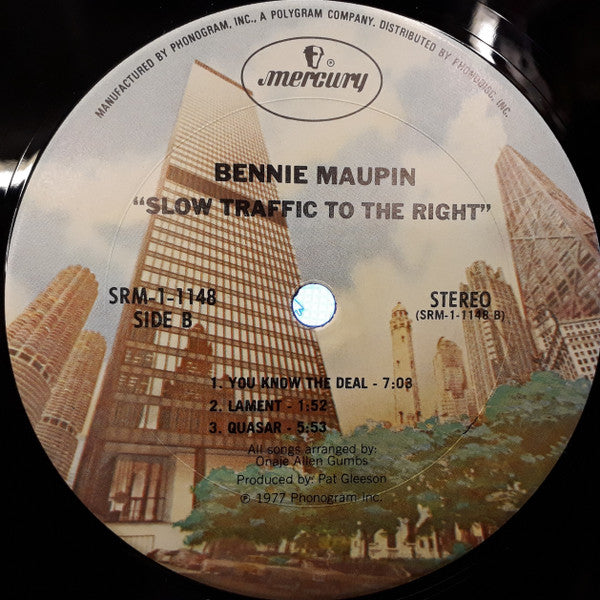 MANUFACTURED BY PHONOGRAM, INC., A POLYGRAM COMPANY. DISTRIBUTED BY PHONODISC, INC.
mercury
®
BENNIE MAUPIN
"SLOW TRAFFIC TO THE RIGHT"
SRM-1-1148
SIDE B
STEREO
(SRM-1-1148 B)
1. YOU KNOW THE DEAL - 7:08
2. LAMENT - 1:52
3. QUASAR - 5:53
All songs arranged by:
Onaje Allen Gumbs
Produced by: Pat Gleeson
℗ 1977 Phonogram Inc.